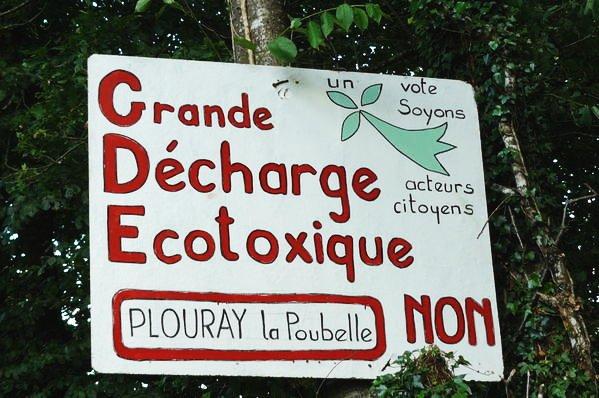 un vote
Soyons
Grande
Décharge
acteurs
citoyens
Ecotoxique
PLOURAY la Poubelle
NON